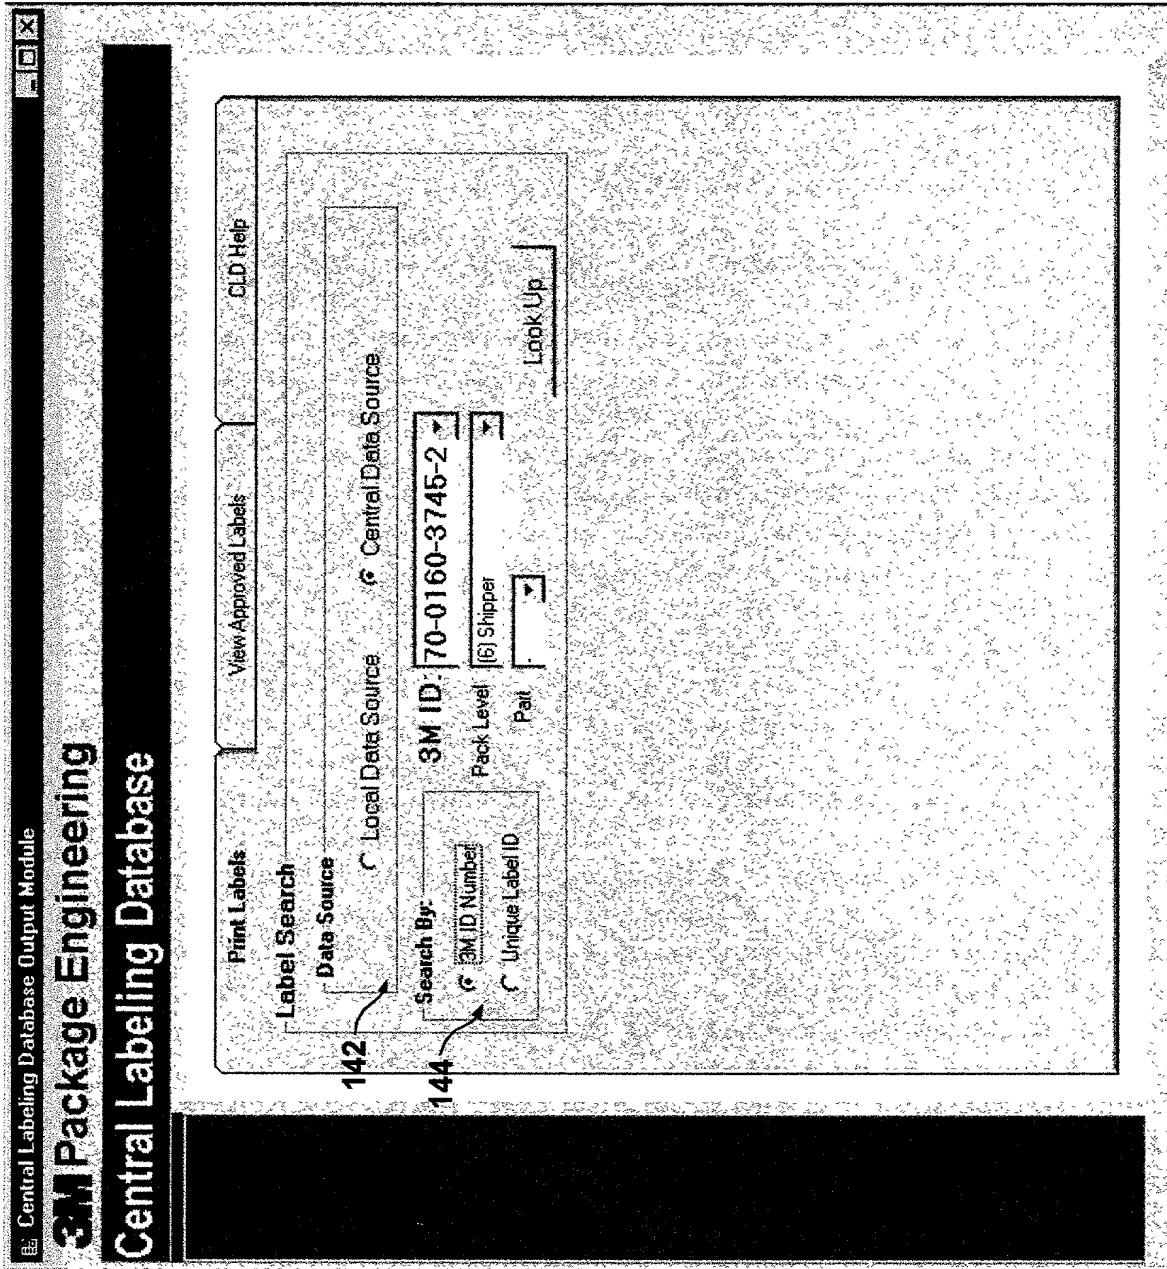 Central Labeling Database Output Module
3M Package Engineering
Central Labeling Database
Print Labels
View Approved Labels
CLD Help
Label Search
Data Source
Local Data Source
Central Data Source
142
Search By:
3M ID Number
Unique Label ID
144
3M ID: 70-0160-3745-2
Pack Level (6) Shipper
Part
Look Up